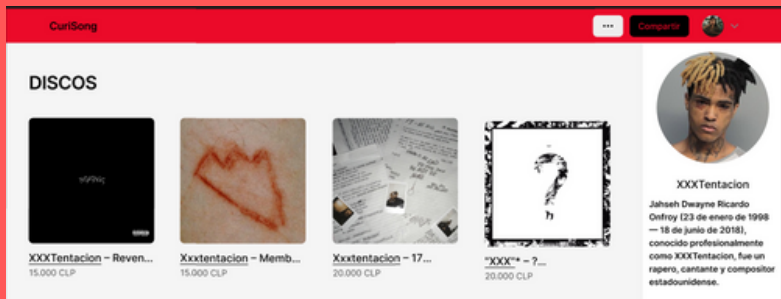 CurlSong
Compartir
DISCOS
XXXTentacion – Reven...
15.000 CLP
Xxxtentacion – Memb...
15.000 CLP
Xxxtentacion – 17...
20.000 CLP
?
"XXX"* – ?...
20.000 CLP
XXXTentacion
Jahseh Dwayne Ricardo
Onfroy (23 de enero de 1998
— 18 de junio de 2018),
conocido profesionalmente
como XXXTentacion, fue un
rapero, cantante y compositor
estadounidense.